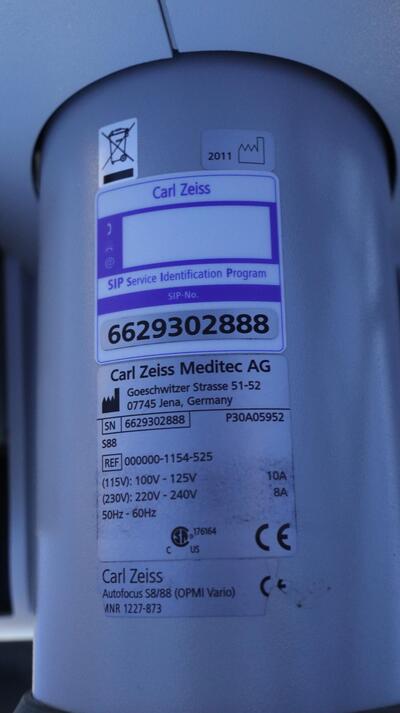 2011
Carl Zeiss
SIP Service Identification Program
SIP-No.
6629302888
Carl Zeiss Meditec AG
Goeschwitzer Strasse 51-52
07745 Jena, Germany
SN 6629302888 P30A05952
S88
REF 000000-1154-525
(115V): 100V - 125V 10A
(230V): 220V - 240V 8A
50Hz - 60Hz
SA ® 176164
C US CE
Carl Zeiss CE
Autofocus S8/88 (OPMI Vario)
MNR 1227-873